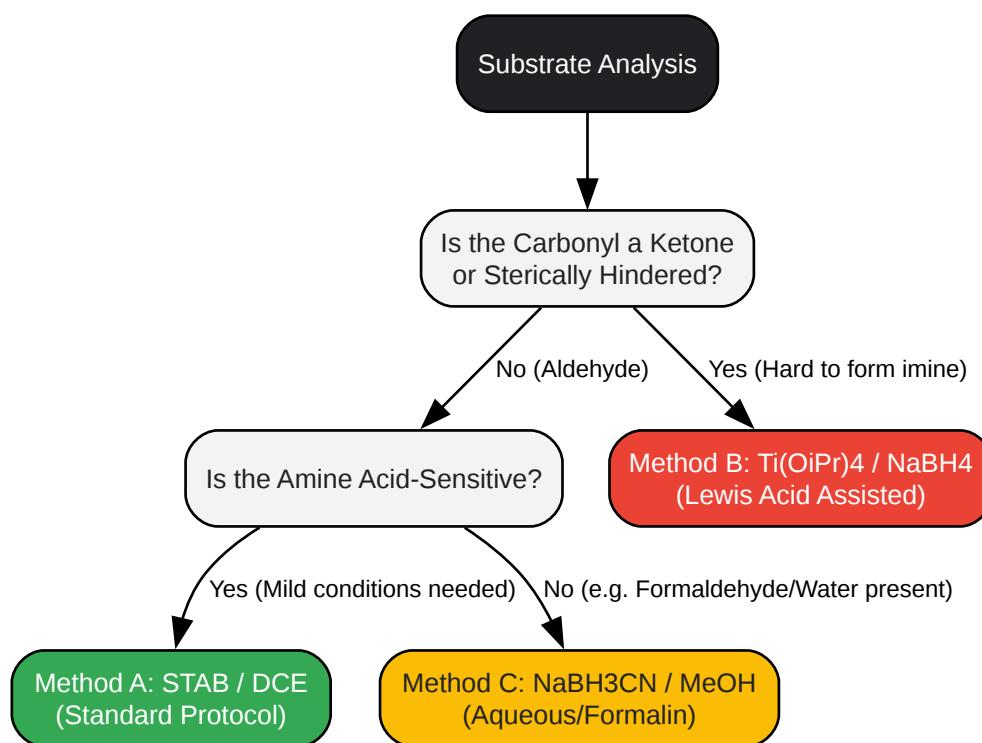 Substrate Analysis
Is the Carbonyl a Ketone
or Sterically Hindered?
No (Aldehyde)
Yes (Hard to form imine)
Is the Amine Acid-Sensitive?
Method B: Ti(OiPr)4 / NaBH4
(Lewis Acid Assisted)
Yes (Mild conditions needed)
No (e.g. Formaldehyde/Water present)
Method A: STAB / DCE
(Standard Protocol)
Method C: NaBH3CN / MeOH
(Aqueous/Formalin)